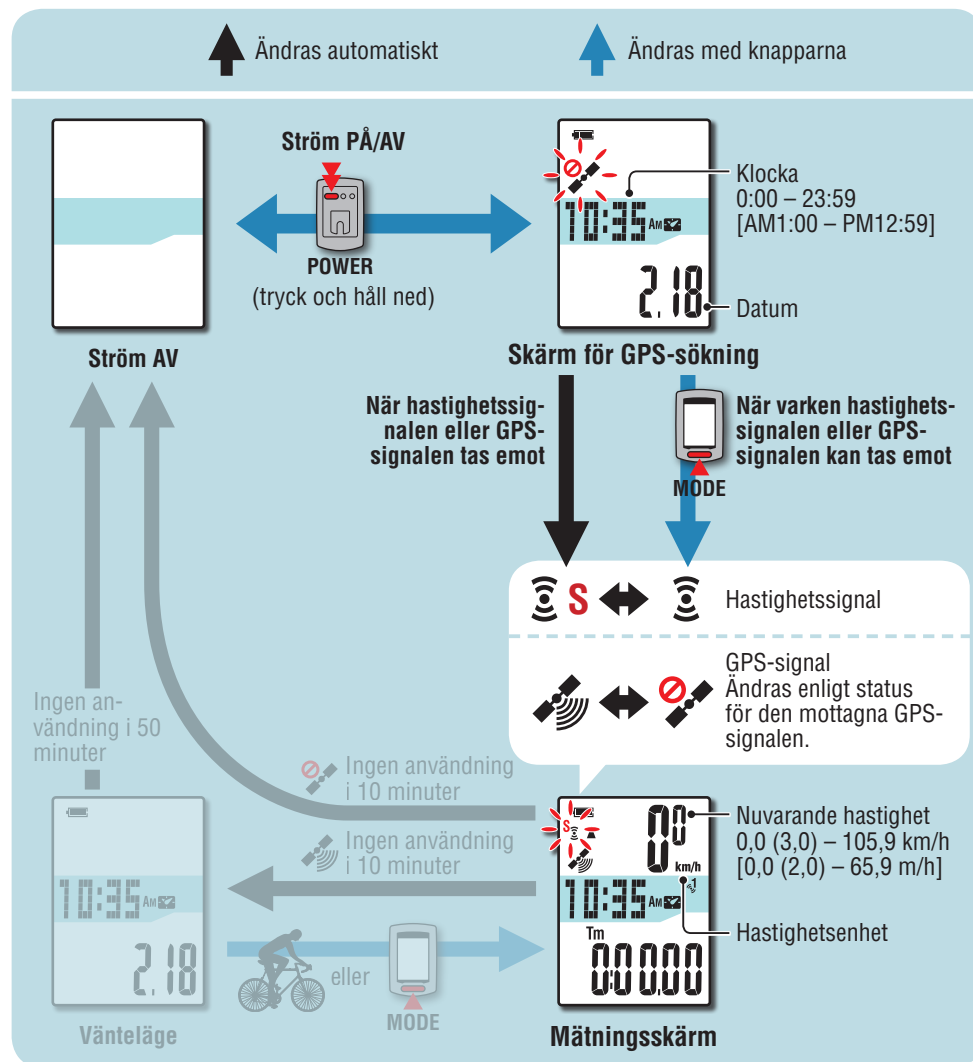 Ändras automatiskt
Ändras med knapparna
Ström PÅ/AV
POWER
(tryck och håll ned)
Ström AV
10:35 AM
2.18
Klocka
0:00 – 23:59
[AM1:00 – PM12:59]
Datum
Skärm för GPS-sökning
När hastighetssig-
nalen eller GPS-
signalen tas emot
När varken hastighets-
signalen eller GPS-
signalen kan tas emot
MODE
S
Hastighetssignal
GPS-signal
Ändras enligt status
för den mottagna GPS-
signalen.
Ingen an-
vändning i 50
minuter
Ingen användning
i 10 minuter
Ingen användning
i 10 minuter
10:35 AM
2.18
Vänteläge
eller
MODE
S
0.0
km/h
1
10:35 AM
Tm
0:00.00
Nuvarande hastighet
0,0 (3,0) – 105,9 km/h
[0,0 (2,0) – 65,9 m/h]
Hastighetsenhet
Mätningsskärm